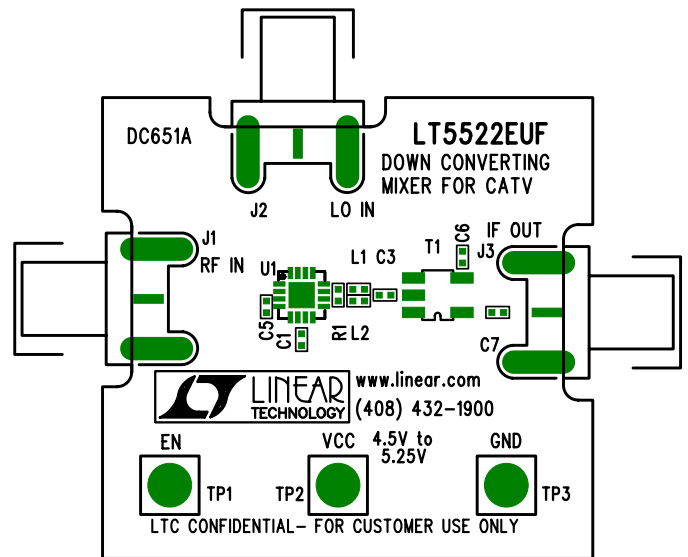 DC651A
LT5522EUF
DOWN CONVERTING
MIXER FOR CATV
J2
LO IN
J1
RF IN
IF OUT
J3
U1
L1
C3
T1
C6
C5
C1
R1
L2
C7
LT LINEAR
TECHNOLOGY
www.linear.com
(408) 432-1900
EN
VCC
4.5V to
5.25V
GND
TP1
TP2
TP3
LTC CONFIDENTIAL- FOR CUSTOMER USE ONLY